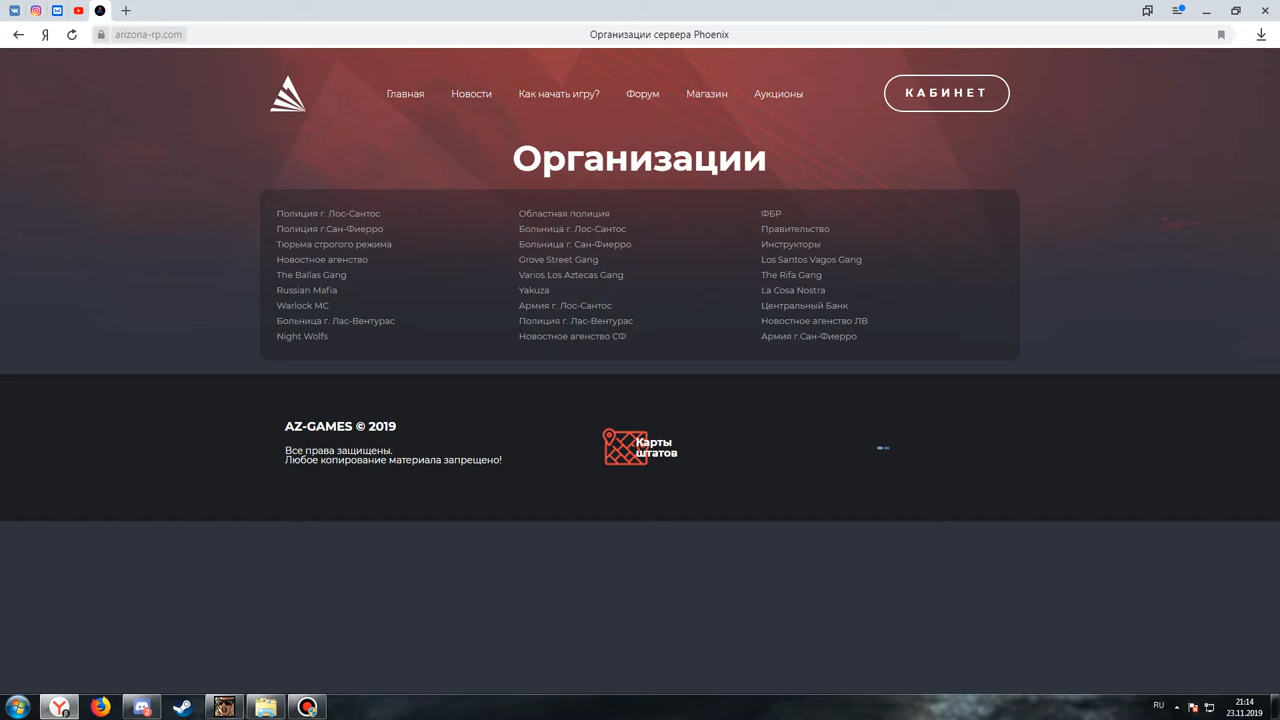 arizona-rp.com
Организации сервера Phoenix
Главная
Новости
Как начать игру?
Форум
Магазин
Аукционы
КАБИНЕТ
Организации
Полиция г. Лос-Сантос
Областная полиция
ФБР
Полиция г.Сан-Фиерро
Больница г. Лос-Сантос
Правительство
Тюрьма строгого режима
Больница г. Сан-Фиерро
Инструкторы
Новостное агенство
Grove Street Gang
Los Santos Vagos Gang
The Ballas Gang
Varios Los Aztecas Gang
The Rifa Gang
Russian Mafia
Yakuza
La Cosa Nostra
Warlock MC
Армия г. Лос-Сантос
Центральный Банк
Больница г. Лас-Вентурас
Полиция г. Лас-Вентурас
Новостное агенство ЛВ
Night Wolfs
Новостное агенство СФ
Армия г.Сан-Фиерро
AZ-GAMES © 2019
Все права защищены.
Любое копирование материала запрещено!
Карты
штатов
RU
21:14
23.11.2019